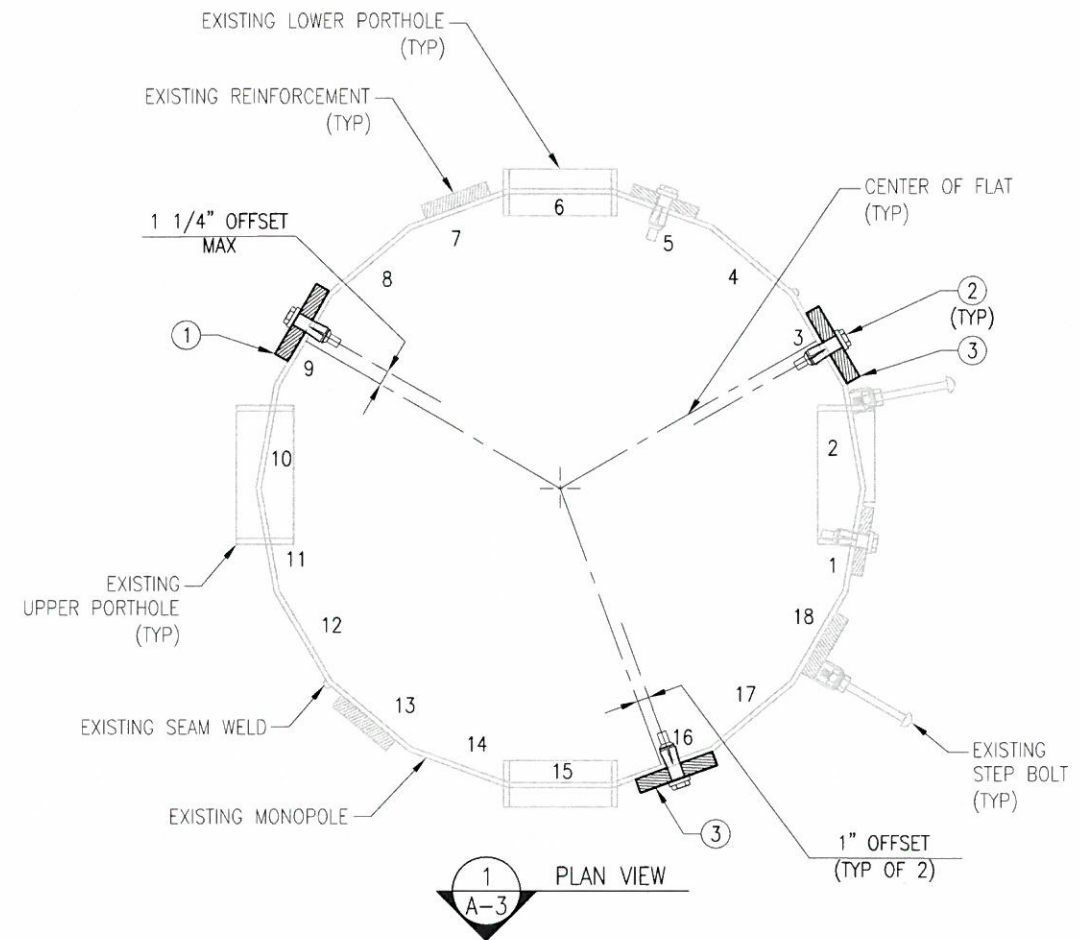 EXISTING LOWER PORTHOLE
(TYP)
EXISTING REINFORCEMENT
(TYP)
CENTER OF FLAT
(TYP)
1 1/4" OFFSET
MAX
6
7
5
8
4
1
2
(TYP)
3
3
9
10
2
11
1
EXISTING
UPPER PORTHOLE
(TYP)
12
18
13
17
EXISTING SEAM WELD
14
16
15
EXISTING
STEP BOLT
(TYP)
EXISTING MONOPOLE
3
1" OFFSET
(TYP OF 2)
1
A-3
PLAN VIEW